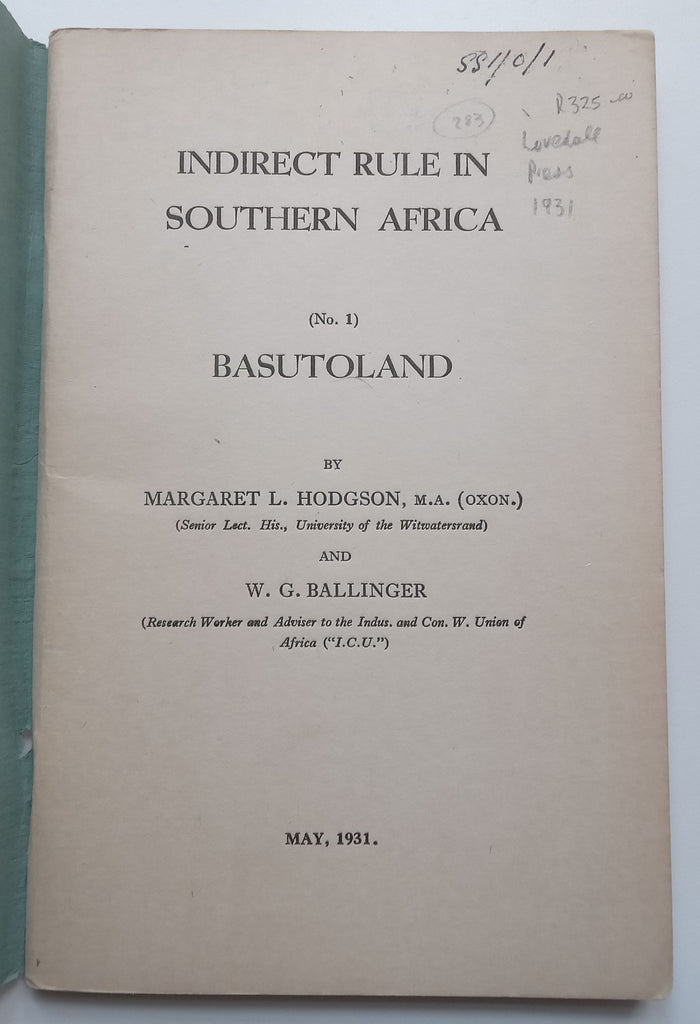 551/0/1
R325-00
283
Lovedale
Press
1931
INDIRECT RULE IN
SOUTHERN AFRICA
(No. 1)
BASUTOLAND
BY
MARGARET L. HODGSON, M.A. (OXON.)
(Senior Lect. His., University of the Witwatersrand)
AND
W. G. BALLINGER
(Research Worker and Adviser to the Indus. and Con. W. Union of
Africa ("I.C.U.")
MAY, 1931.